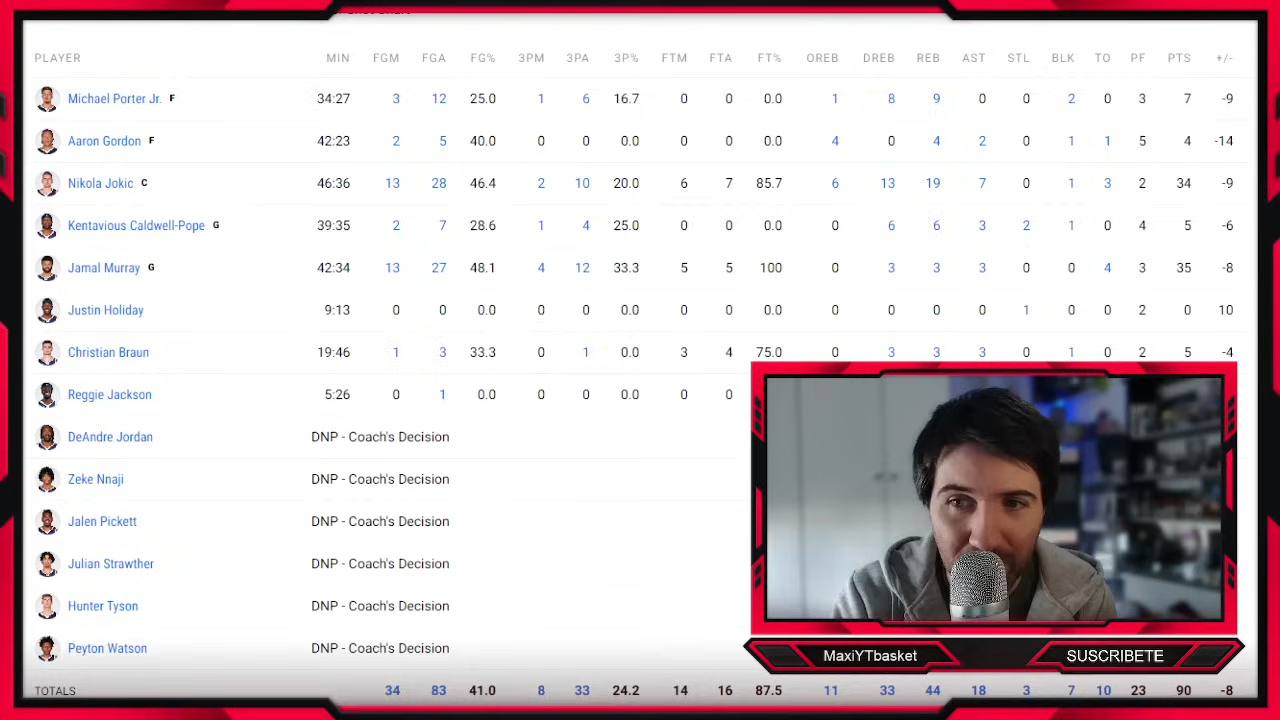 PLAYER MIN FGM FGA FG% 3PM 3PA 3P% FTM FTA FT% OREB DREB REB AST STL BLK TO PF PTS +/-
Michael Porter Jr. F 34:27 3 12 25.0 1 6 16.7 0 0 0.0 1 8 9 0 0 2 0 3 7 -9
Aaron Gordon F 42:23 2 5 40.0 0 0 0.0 0 0 0.0 4 0 4 2 0 1 1 5 4 -14
Nikola Jokic C 46:36 13 28 46.4 2 10 20.0 6 7 85.7 6 13 19 7 0 1 3 2 34 -9
Kentavious Caldwell-Pope G 39:35 2 7 28.6 1 4 25.0 0 0 0.0 0 6 6 3 2 1 0 4 5 -6
Jamal Murray G 42:34 13 27 48.1 4 12 33.3 5 5 100 0 3 3 3 0 0 4 3 35 -8
Justin Holiday 9:13 0 0 0.0 0 0 0.0 0 0 0.0 0 0 0 0 1 0 0 2 0 10
Christian Braun 19:46 1 3 33.3 0 1 0.0 3 4 75.0 0 3 3 3 0 1 0 2 5 -4
Reggie Jackson 5:26 0 1 0.0 0 0 0.0 0 0
DeAndre Jordan DNP - Coach's Decision
Zeke Nnaji DNP - Coach's Decision
Jalen Pickett DNP - Coach's Decision
Julian Strawther DNP - Coach's Decision
Hunter Tyson DNP - Coach's Decision
Peyton Watson DNP - Coach's Decision
MaxiYTbasket SUSCRIBETE
TOTALS 34 83 41.0 8 33 24.2 14 16 87.5 11 33 44 18 3 7 10 23 90 -8